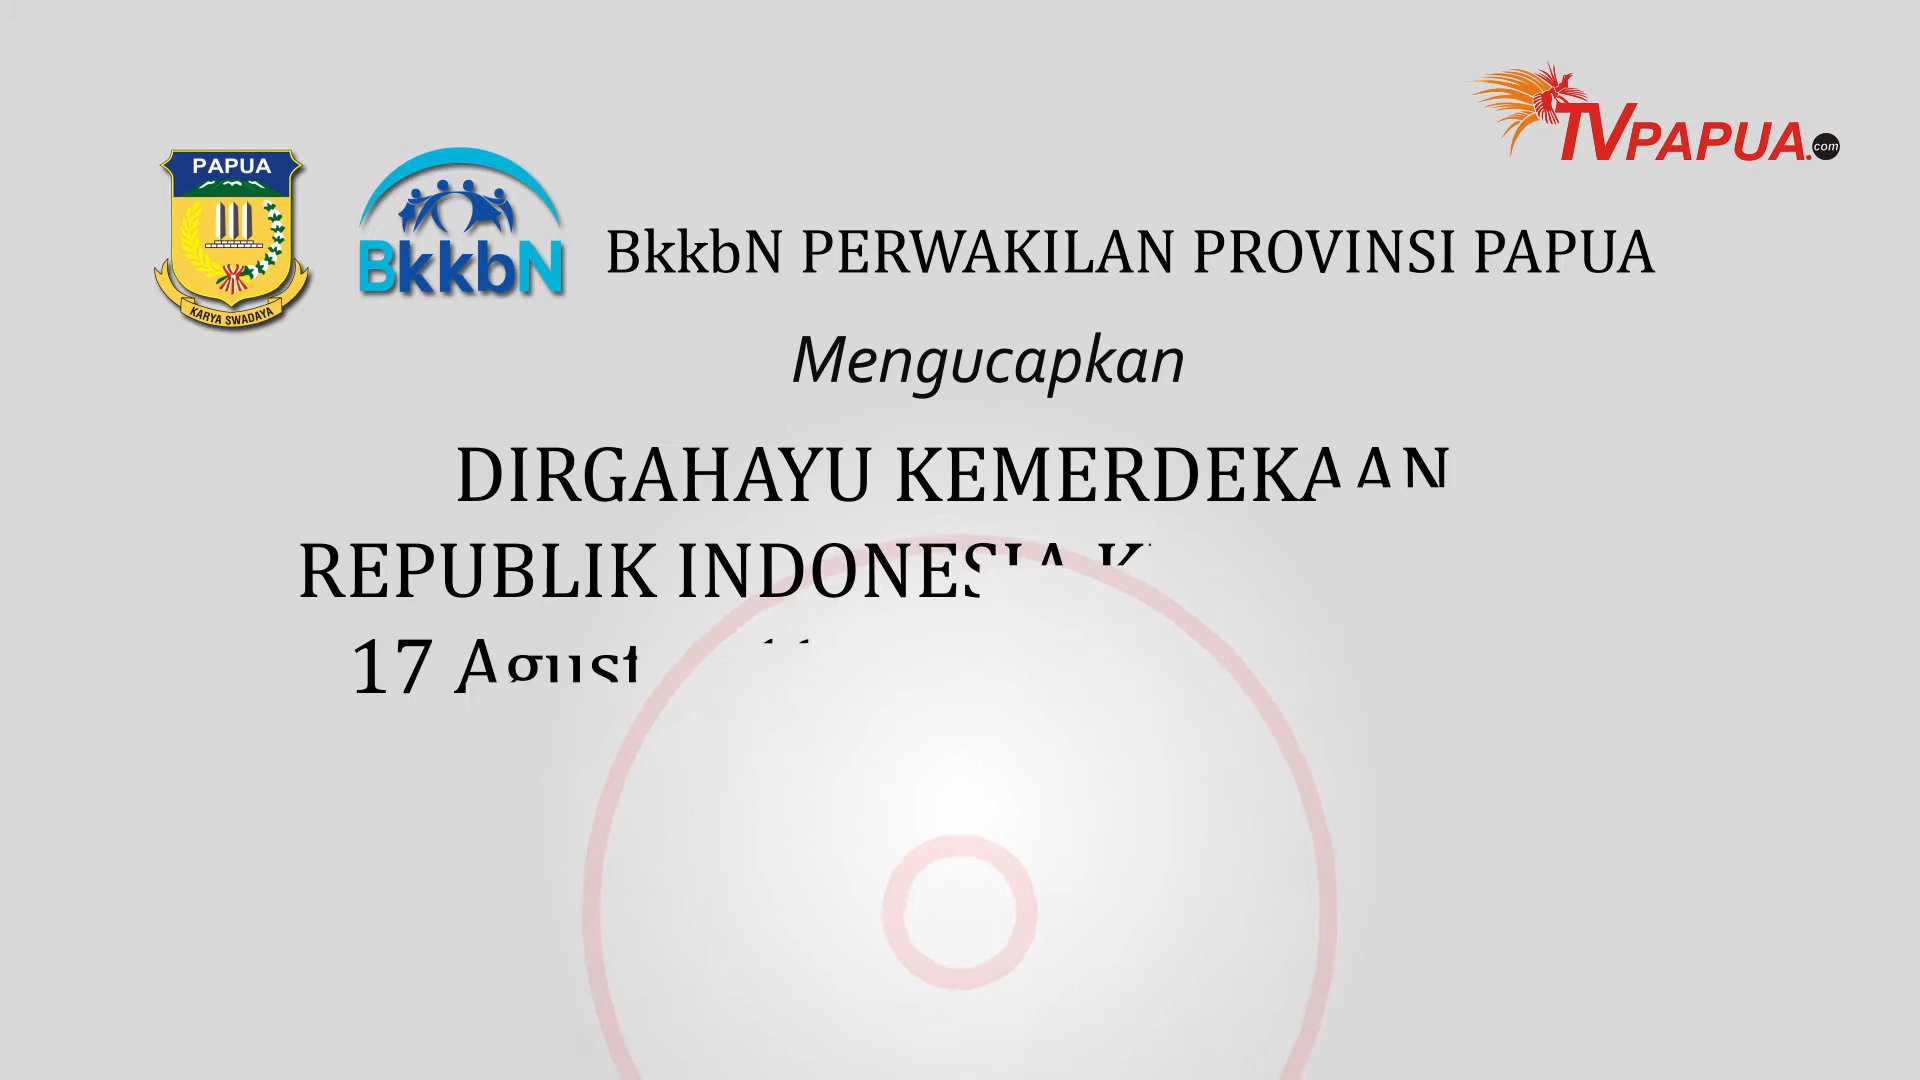 TVPAPUA.com
PAPUA
KARYA SWADAYA
BkkbN
BkkbN PERWAKILAN PROVINSI PAPUA
Mengucapkan
DIRGAHAYU KEMERDEKAAN
REPUBLIK INDONESIA
17